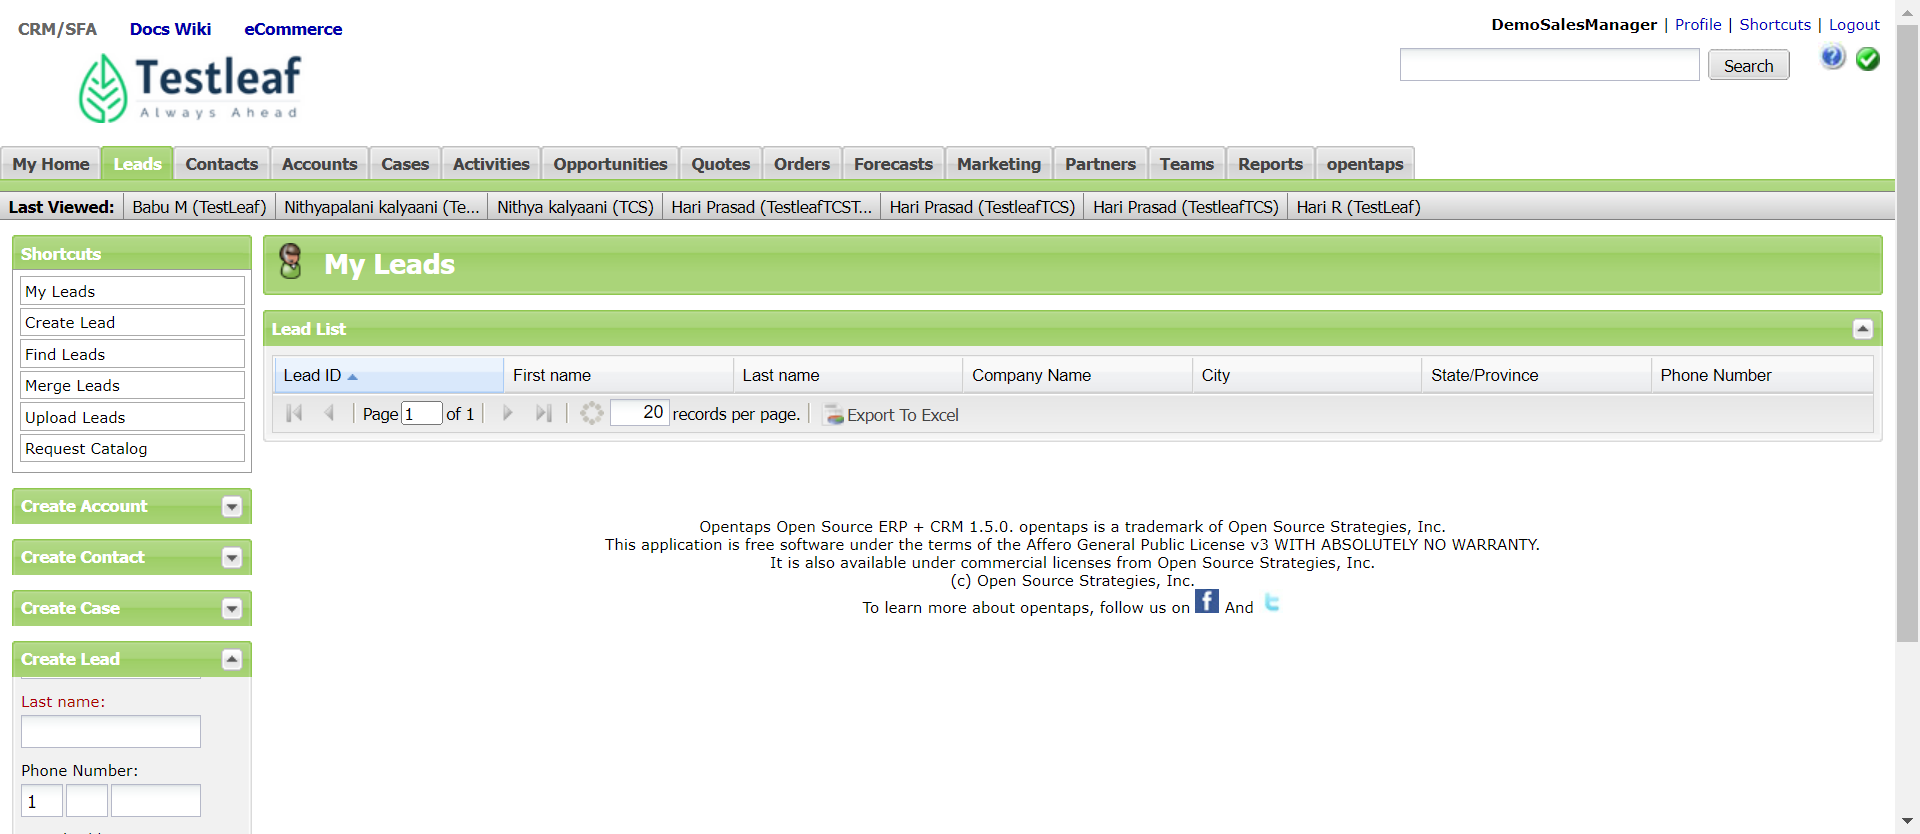 CRM/SFA Docs Wiki eCommerce
DemoSalesManager | Profile | Shortcuts | Logout
Search
Testleaf
Always Ahead
My Home Leads Contacts Accounts Cases Activities Opportunities Quotes Orders Forecasts Marketing Partners Teams Reports opentaps
Last Viewed: Babu M (TestLeaf) Nithyapalani kalyaani (Te... Nithya kalyaani (TCS) Hari Prasad (TestleafTCST... Hari Prasad (TestleafTCS) Hari Prasad (TestleafTCS) Hari R (TestLeaf)
Shortcuts
My Leads
Create Lead
Find Leads
Merge Leads
Upload Leads
Request Catalog
Create Account
Create Contact
Create Case
Create Lead
Last name:
Phone Number:
1
My Leads
Lead List
Lead ID First name Last name Company Name City State/Province Phone Number
Page 1 of 1 20 records per page. Export To Excel
Opentaps Open Source ERP + CRM 1.5.0. opentaps is a trademark of Open Source Strategies, Inc.
This application is free software under the terms of the Affero General Public License v3 WITH ABSOLUTELY NO WARRANTY.
It is also available under commercial licenses from Open Source Strategies, Inc.
(c) Open Source Strategies, Inc.
To learn more about opentaps, follow us on f And t